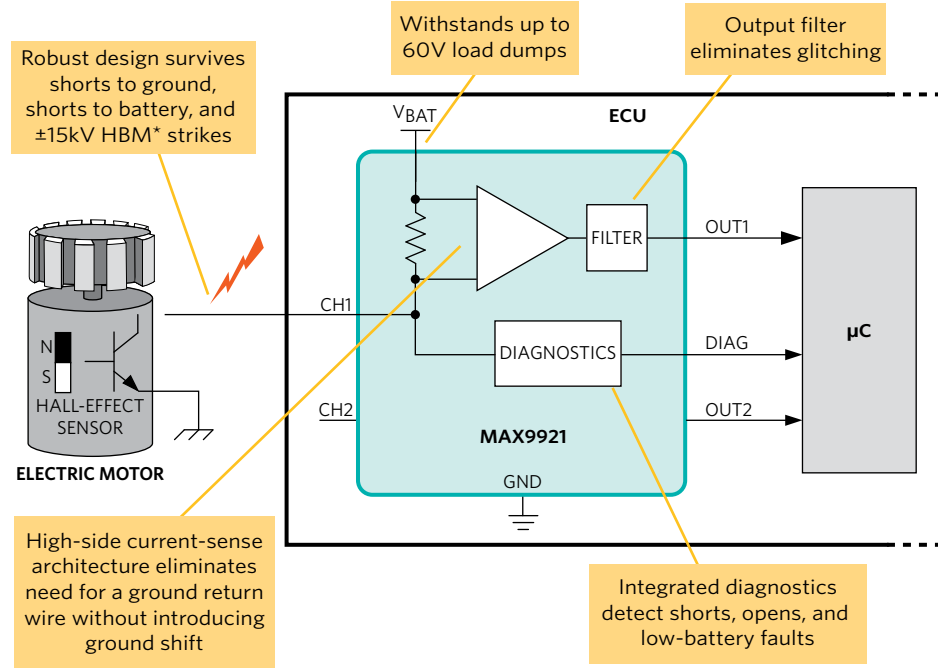 Withstands up to
60V load dumps
Output filter
eliminates glitching
Robust design survives
shorts to ground,
shorts to battery, and
±15kV HBM* strikes
VBAT
ECU
FILTER
OUT1
CH1
N
S
HALL-EFFECT
SENSOR
ELECTRIC MOTOR
DIAGNOSTICS
DIAG
µC
CH2
OUT2
MAX9921
GND
High-side current-sense
architecture eliminates
need for a ground return
wire without introducing
ground shift
Integrated diagnostics
detect shorts, opens, and
low-battery faults